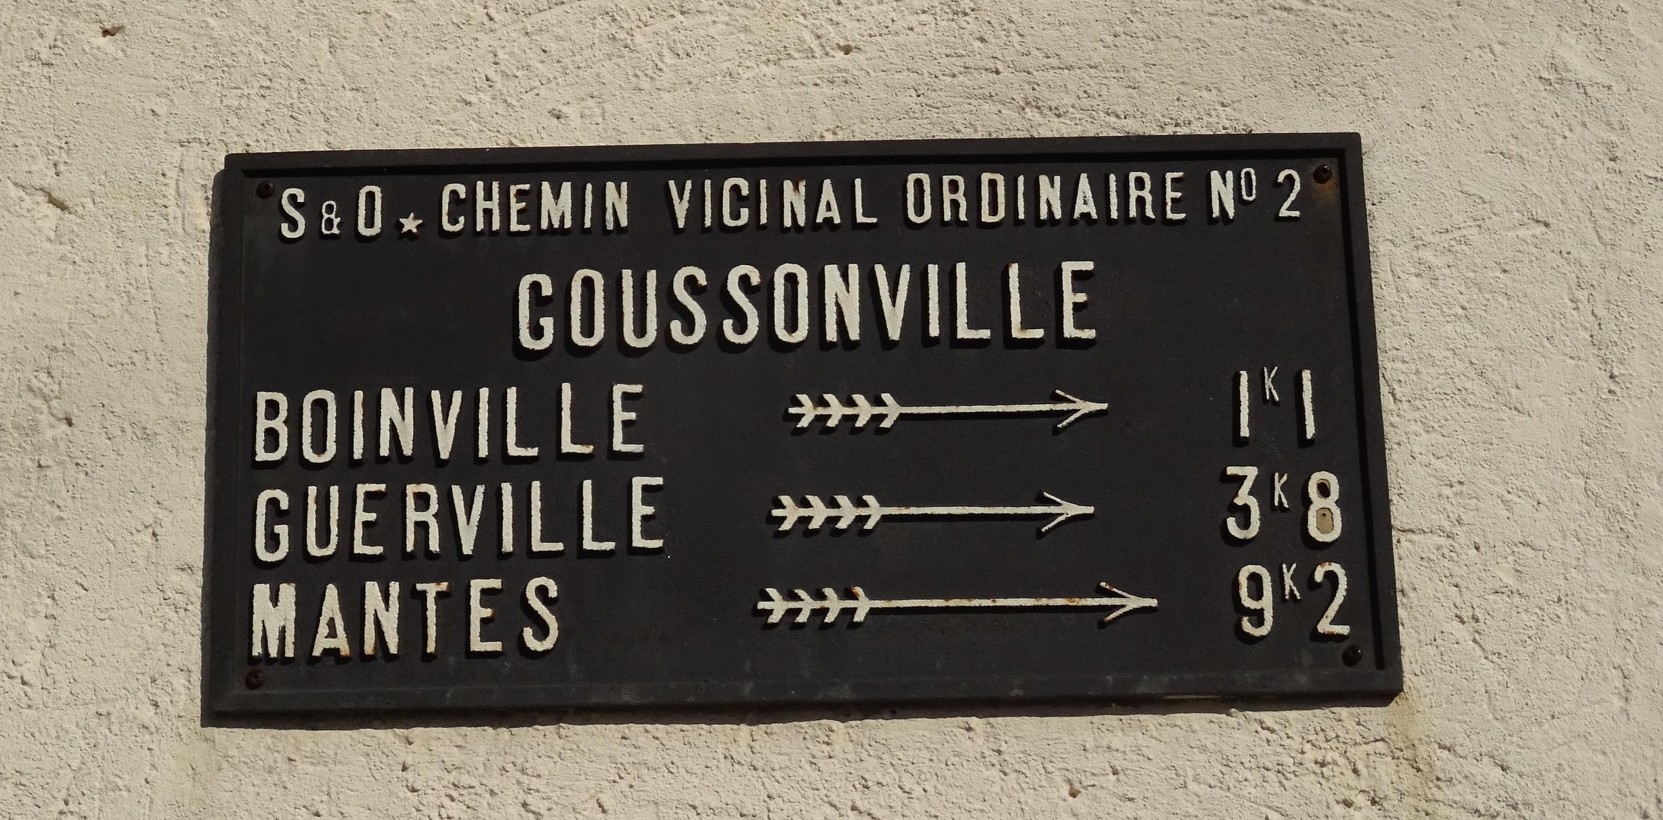 S & O ★ CHEMIN VICINAL ORDINAIRE Nº 2
GOUSSONVILLE
BOINVILLE 1ᴷ1
GUERVILLE 3ᴷ8
MANTES 9ᴷ2